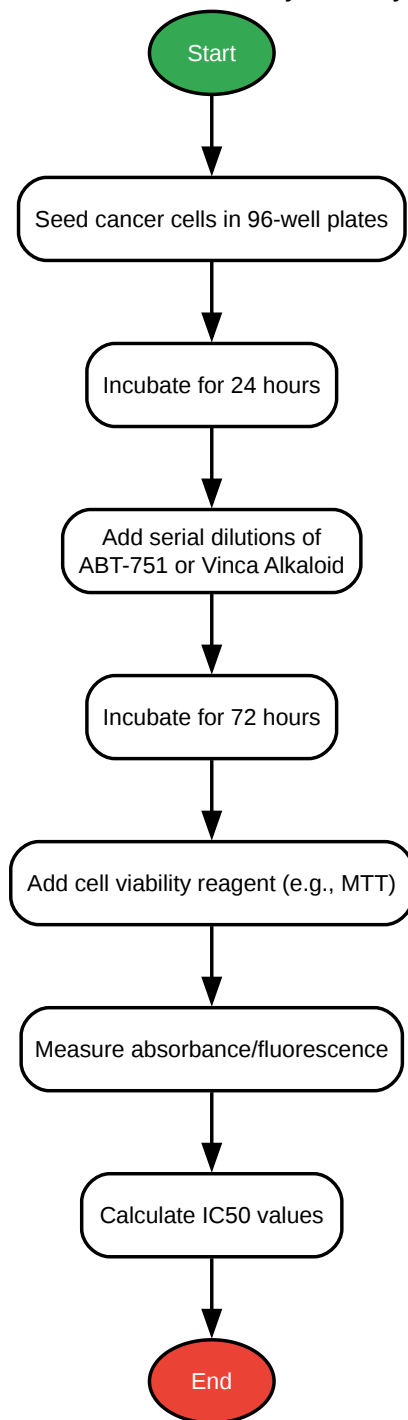 Start
Seed cancer cells in 96-well plates
Incubate for 24 hours
Add serial dilutions of
ABT-751 or Vinca Alkaloid
Incubate for 72 hours
Add cell viability reagent (e.g., MTT)
Measure absorbance/fluorescence
Calculate IC50 values
End